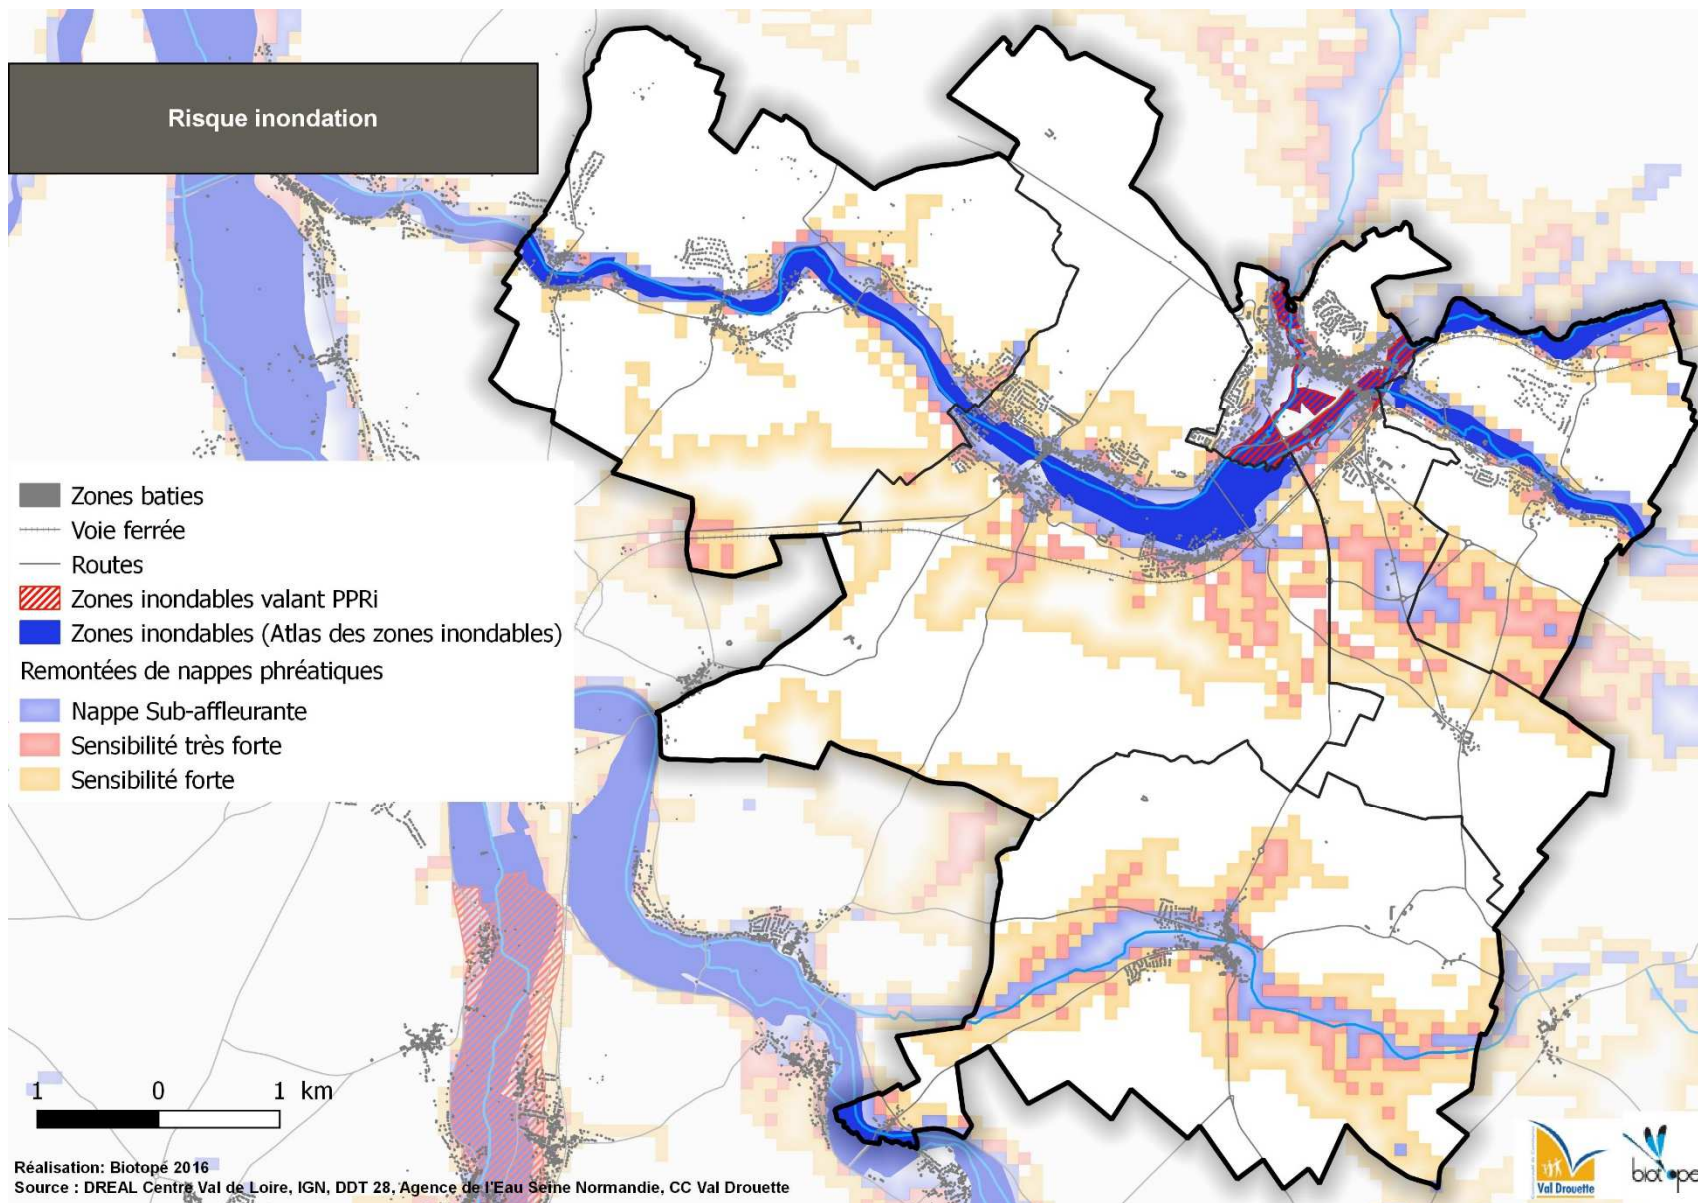 Risque inondation
Zones baties
Voie ferrée
Routes
Zones inondables valant PPRi
Zones inondables (Atlas des zones inondables)
Remontées de nappes phréatiques
Nappe Sub-affleurante
Sensibilité très forte
Sensibilité forte
1 0 1 km
Réalisation: Biotope 2016
Source : DREAL Centre Val de Loire, IGN, DDT 28, Agence de l'Eau Seine Normandie, CC Val Drouette
Val Drouette
biotope